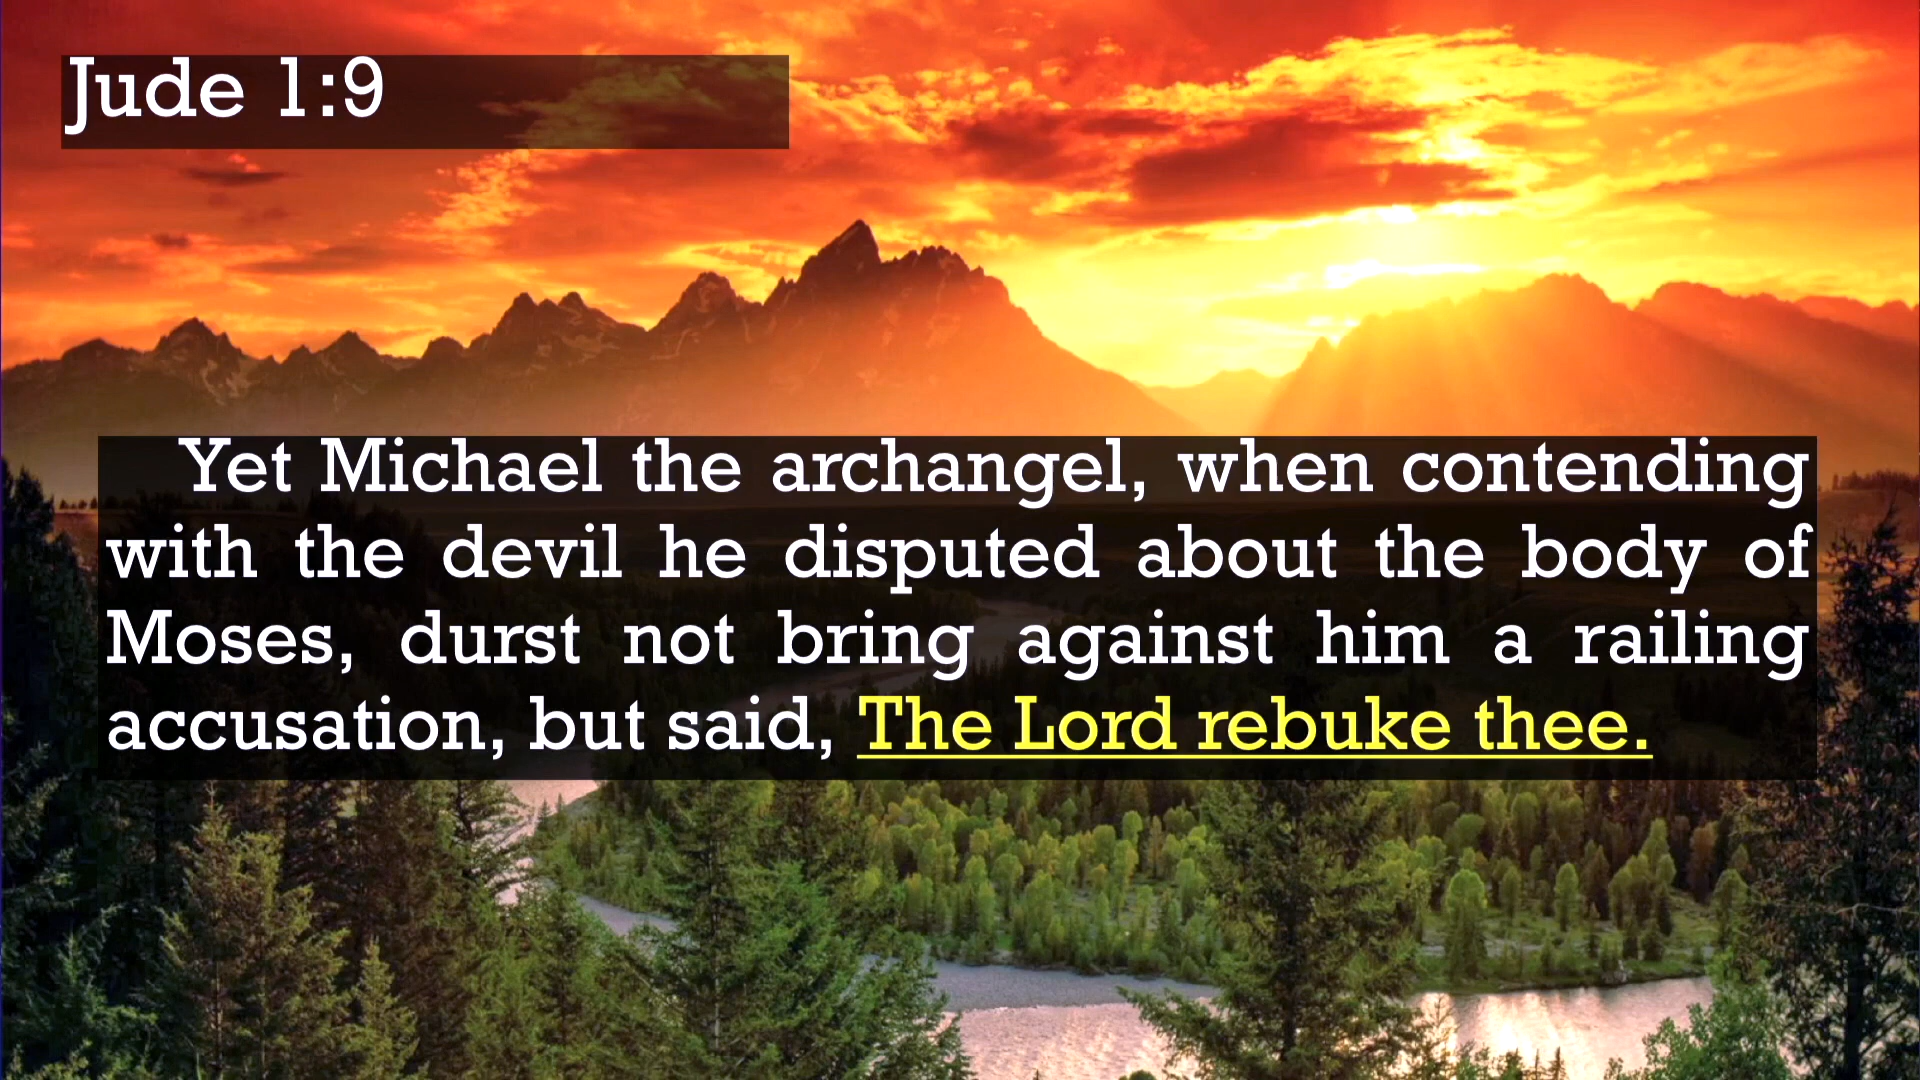 Jude 1:9
Yet Michael the archangel, when contending
with the devil he disputed about the body of
Moses, durst not bring against him a railing
accusation, but said, The Lord rebuke thee.